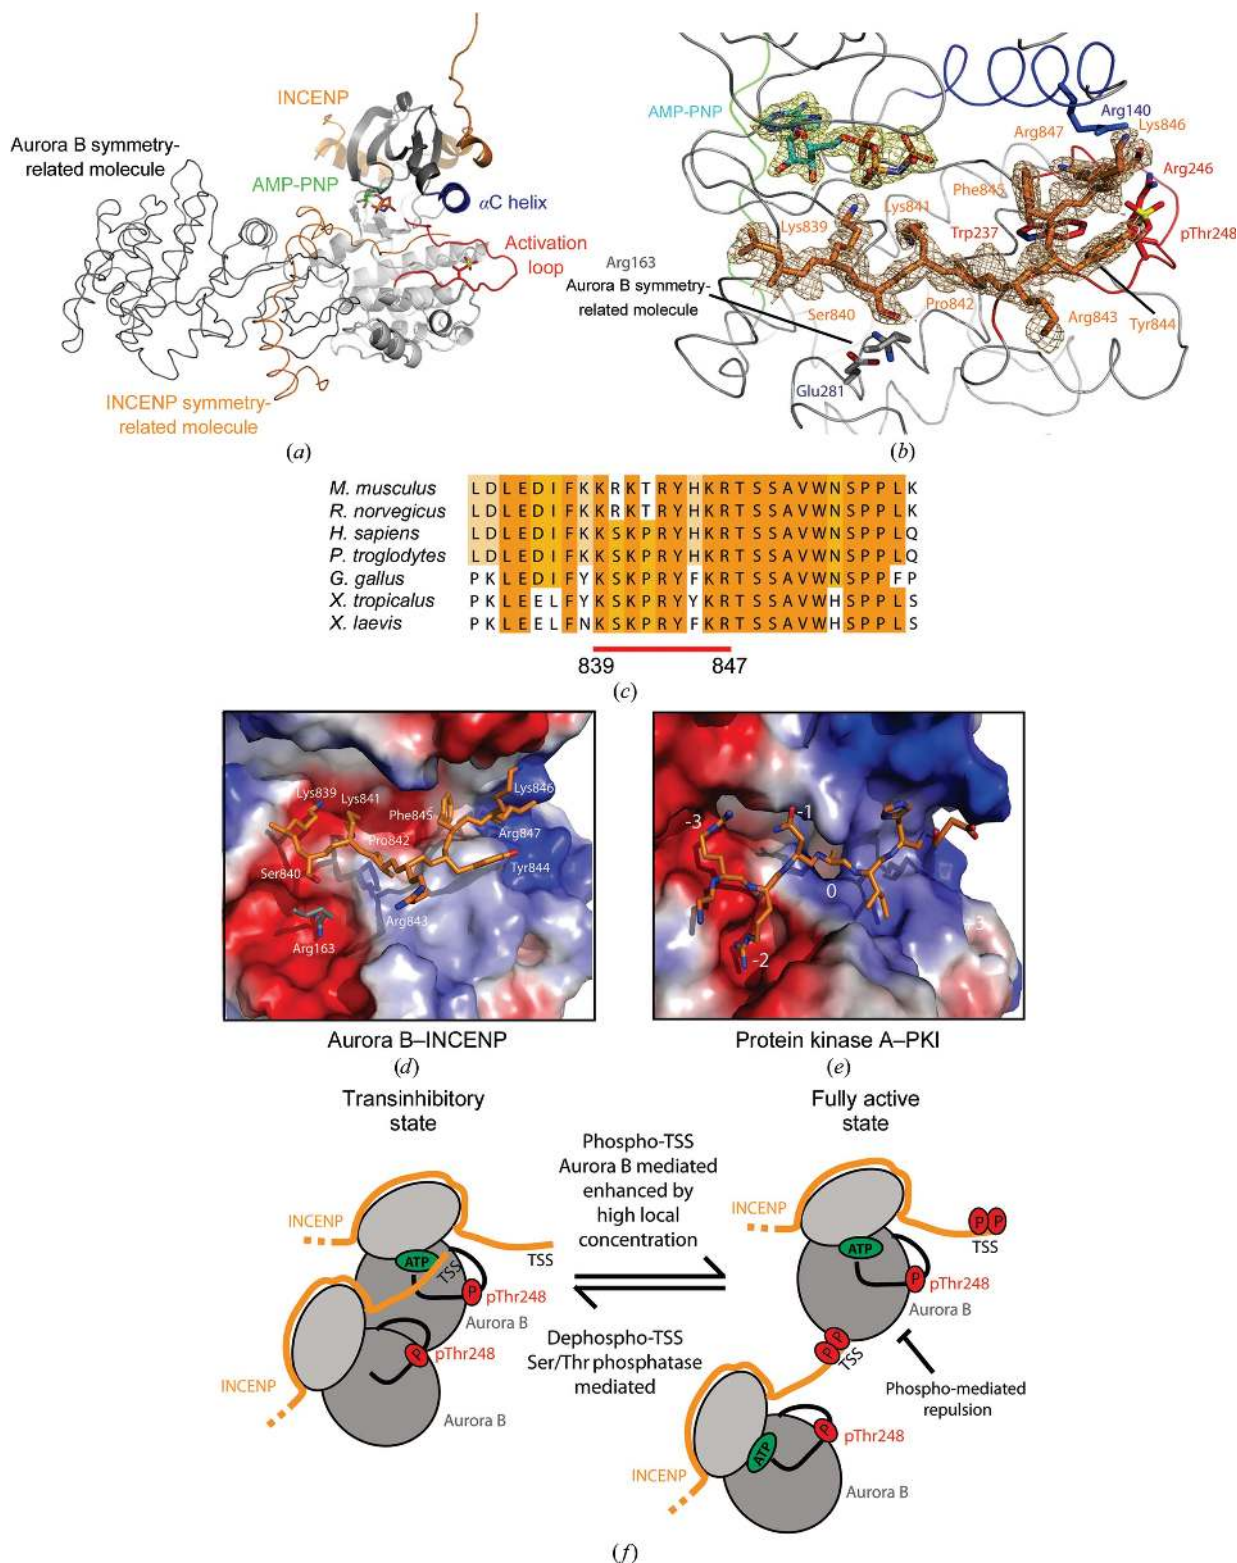 INCENP
Aurora B symmetry-
related molecule
AMP-PNP
αC helix
Activation
loop
INCENP symmetry-
related molecule
(a)
AMP-PNP
Arg140
Lys846
Arg847
Arg246
Phe845
Lys841
Lys839
Trp237
pThr248
Arg163
Aurora B symmetry-
related molecule
Ser840
Pro842
Arg843
Tyr844
Glu281
(b)
M. musculus L D L E D I F K K R K T R Y H K R T S S A V W N S P P L K
R. norvegicus L D L E D I F K K R K T R Y H K R T S S A V W N S P P L K
H. sapiens L D L E D I F K K S K P R Y H K R T S S A V W N S P P L Q
P. troglodytes L D L E D I F K K S K P R Y H K R T S S A V W N S P P L Q
G. gallus P K L E D I F Y K S K P R Y F K R T S S A V W N S P P F P
X. tropicalus P K L E E L F Y K S K P R Y Y K R T S S A V W H S P P L S
X. laevis P K L E E L F N K S K P R Y F K R T S S A V W H S P P L S
839 847
(c)
Lys839
Lys841
Lys846
Phe845
Pro842
Arg847
Ser840
Tyr844
Arg843
Arg163
Aurora B–INCENP
(d)
-3
-1
0
+3
-2
Protein kinase A–PKI
(e)
Transinhibitory
state
Fully active
state
Phospho-TSS
Aurora B mediated
enhanced by
high local
concentration
INCENP
TSS
ATP
TSS
P
pThr248
Aurora B
P
pThr248
INCENP
Aurora B
Dephospho-TSS
Ser/Thr phosphatase
mediated
INCENP
P P
TSS
ATP
P
pThr248
Aurora B
P P
TSS
Phospho-mediated
repulsion
INCENP
P
pThr248
ATP
Aurora B
(f)